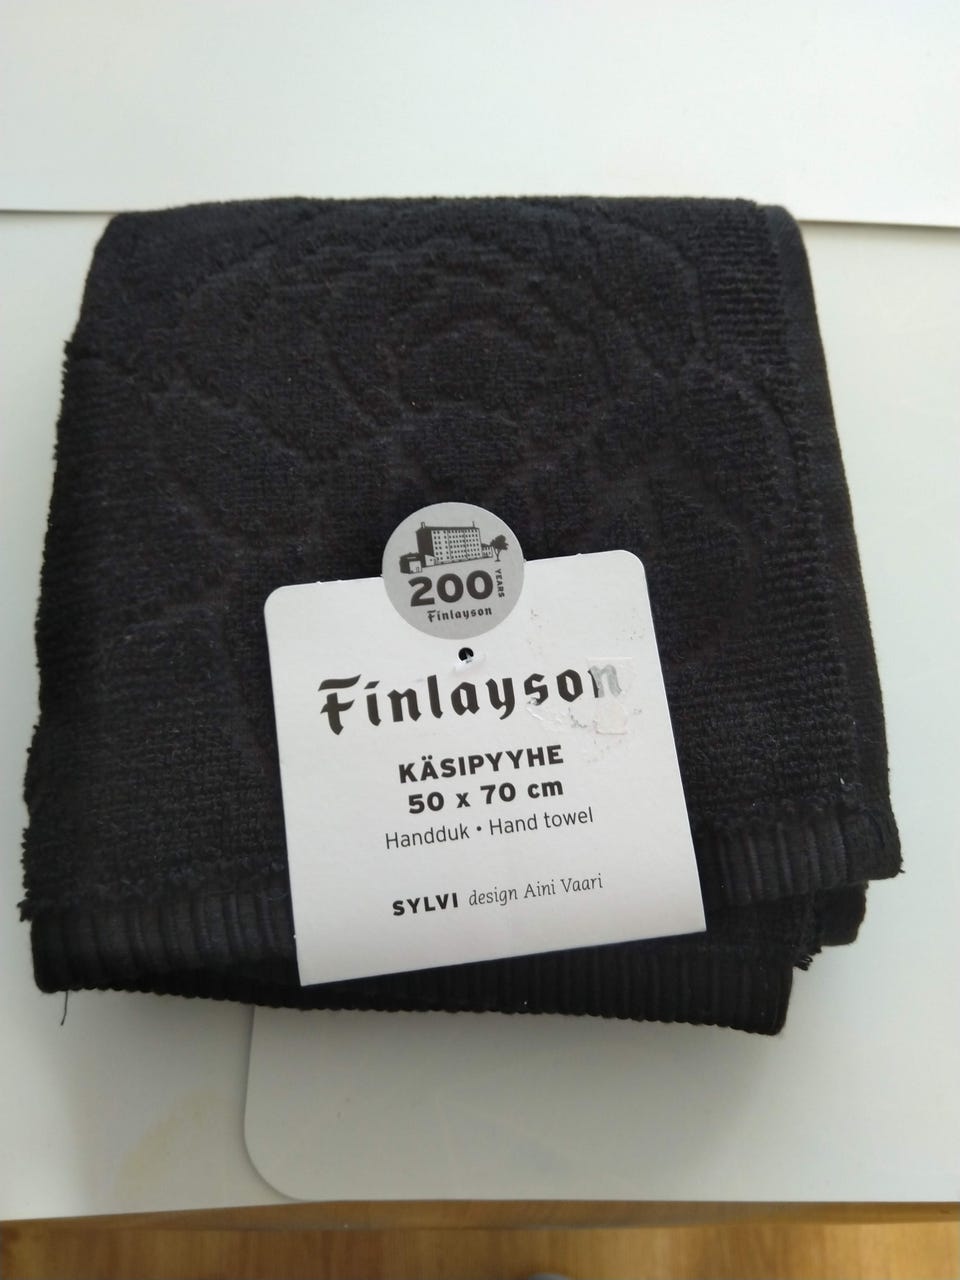 200 YEARS
Finlayson
Finlayson
KÄSIPYYHE
50 x 70 cm
Handduk • Hand towel
SYLVI design Aini Vaari